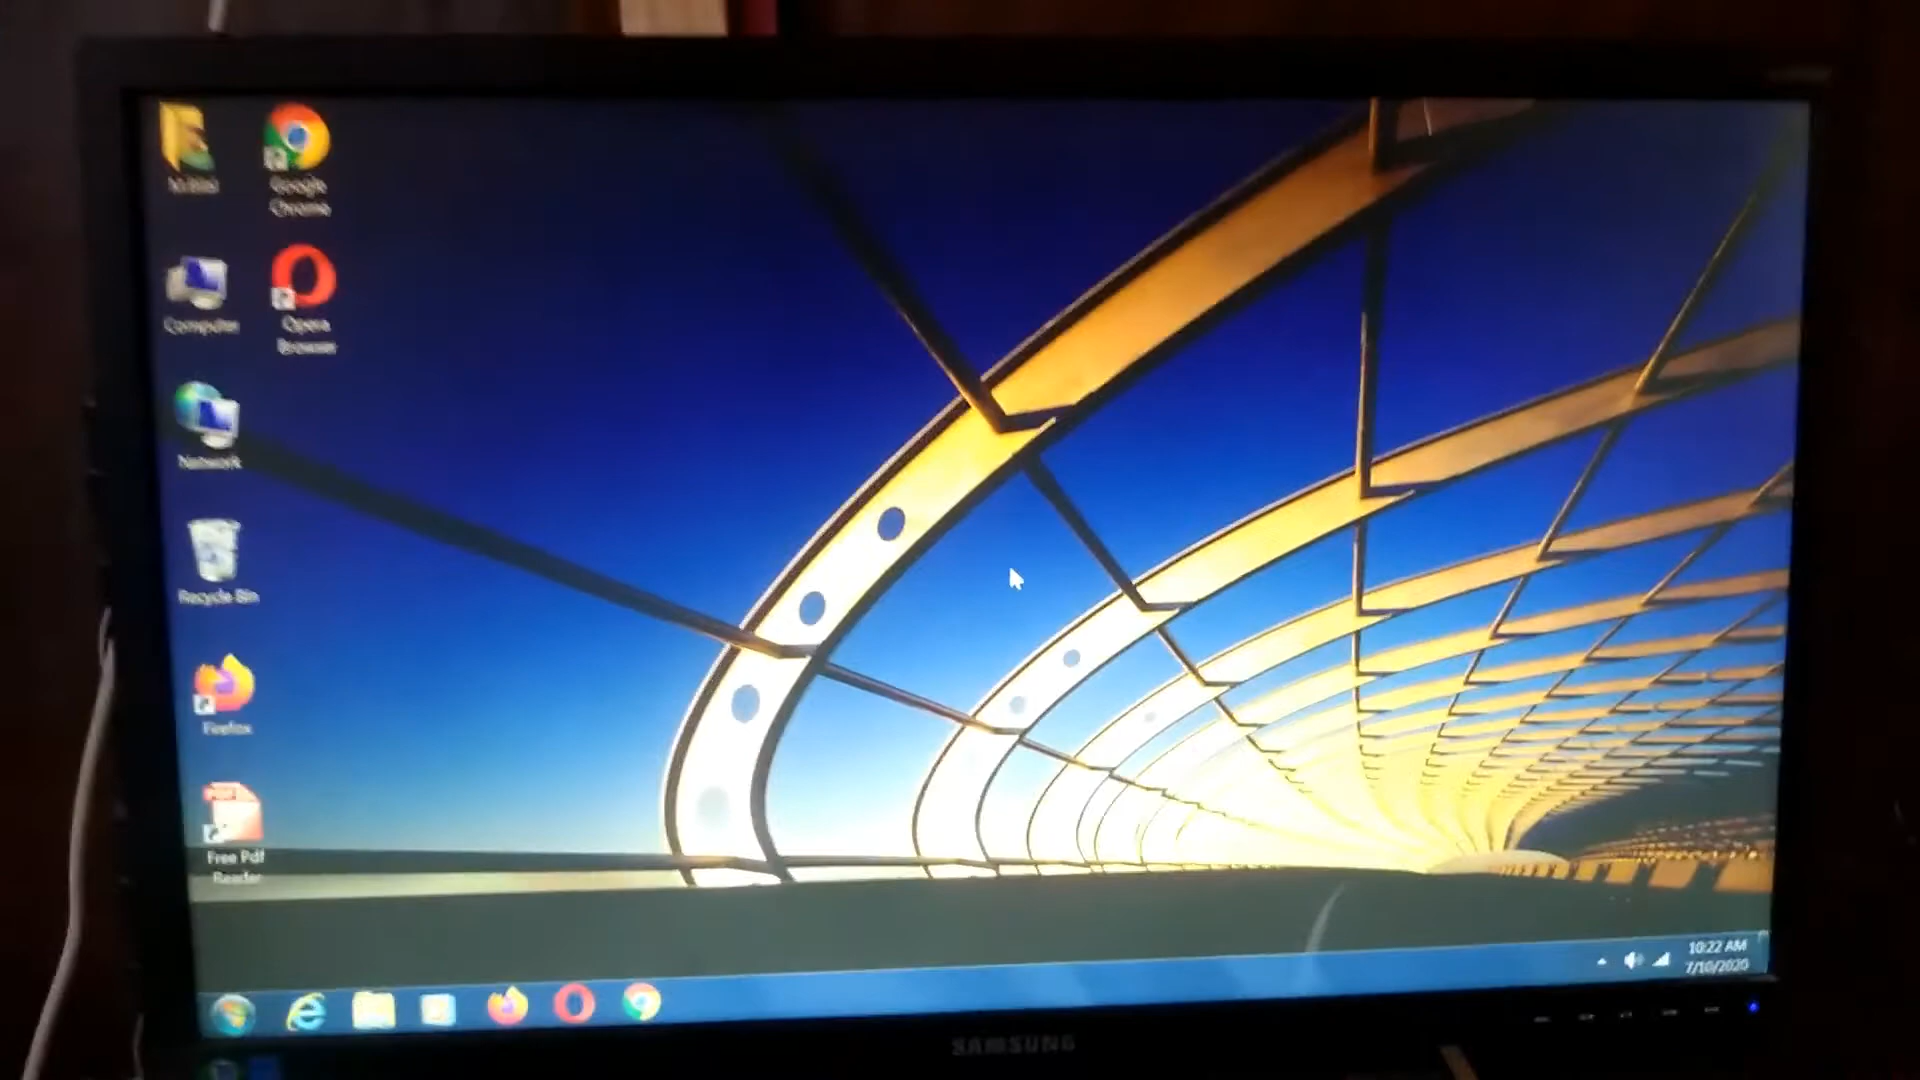 Google
Chrome
Computer
Opera
Browser
Network
Recycle Bin
Firefox
Free Pdf
Reader
10:22 AM
7/10/2020
SAMSUNG